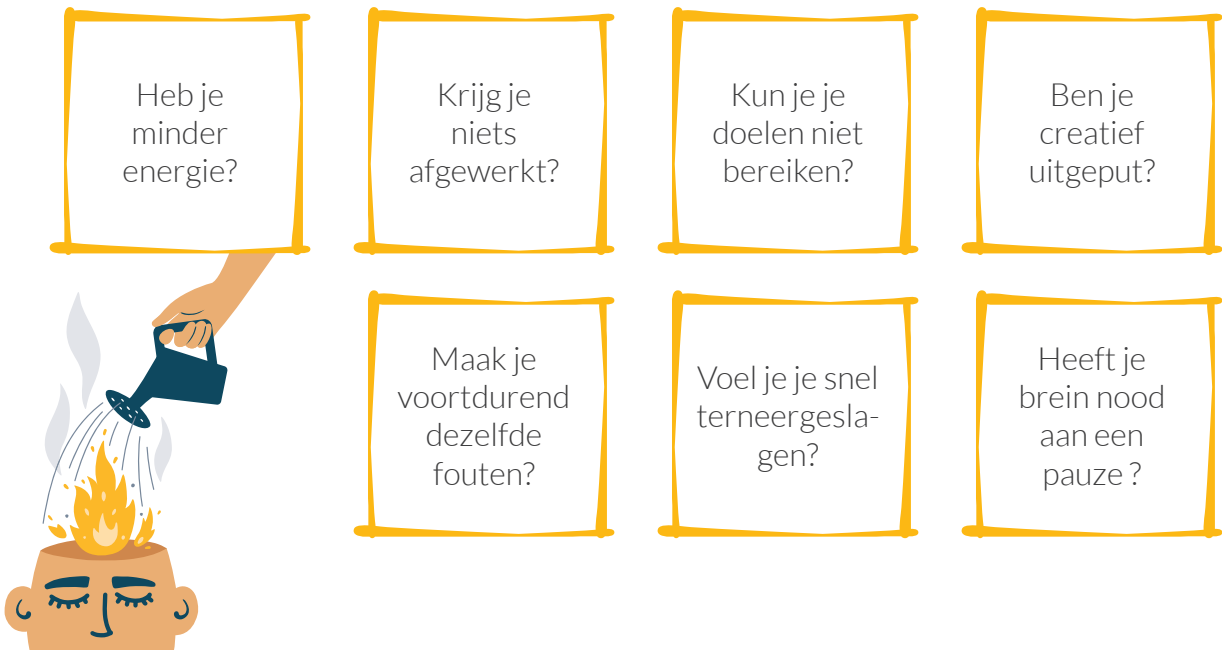 Heb je
minder
energie?
Krijg je
niets
afgewerkt?
Kun je je
doelen niet
bereiken?
Ben je
creatief
uitgeput?
Maak je
voortdurend
dezelfde
fouten?
Voel je je snel
terneergesla-
gen?
Heeft je
brein nood
aan een
pauze ?